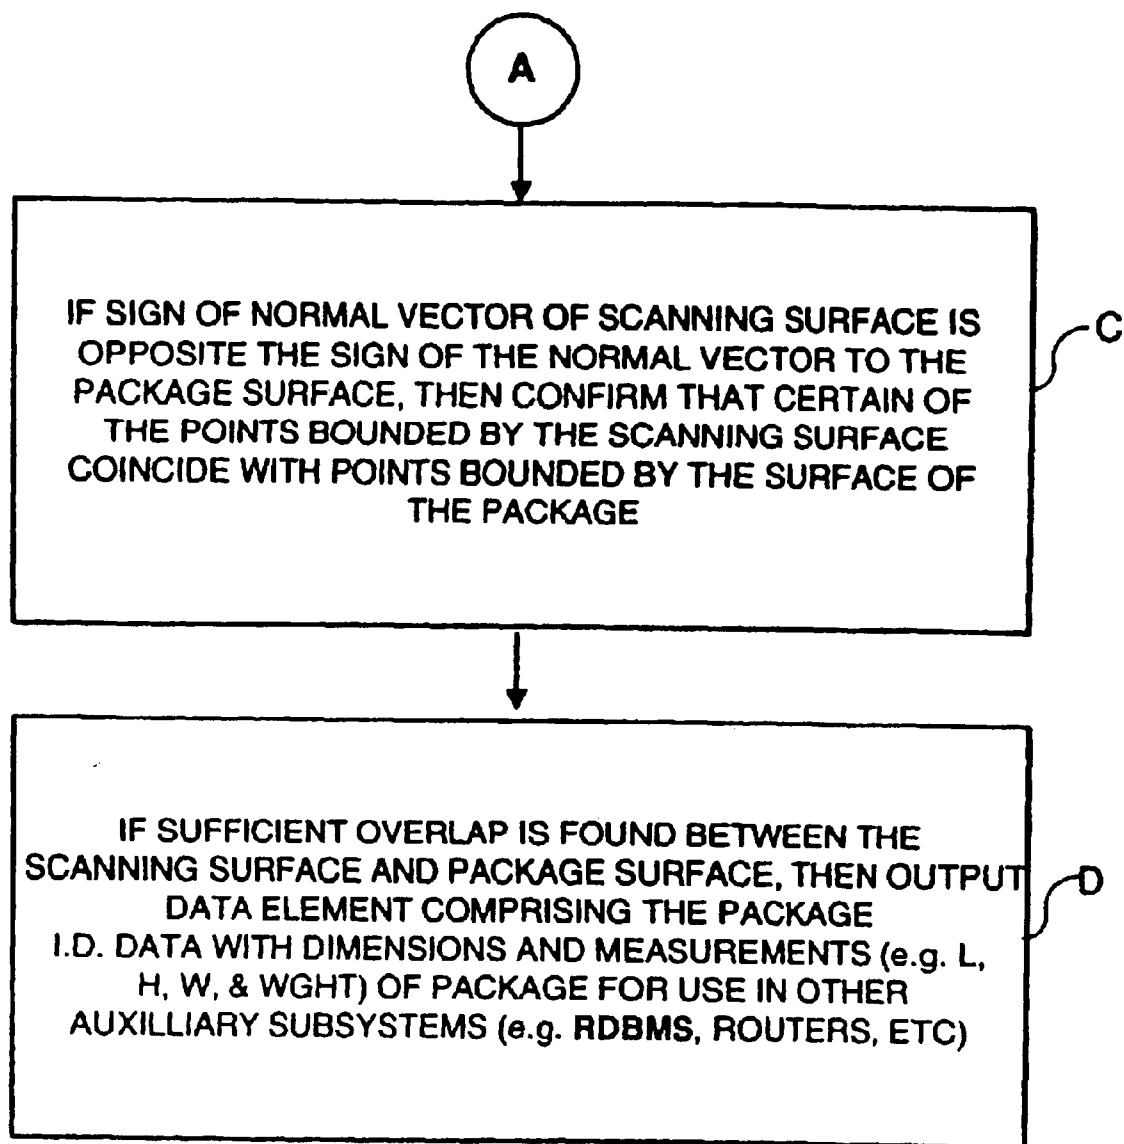 A
IF SIGN OF NORMAL VECTOR OF SCANNING SURFACE IS
OPPOSITE THE SIGN OF THE NORMAL VECTOR TO THE
PACKAGE SURFACE, THEN CONFIRM THAT CERTAIN OF
THE POINTS BOUNDED BY THE SCANNING SURFACE
COINCIDE WITH POINTS BOUNDED BY THE SURFACE OF
THE PACKAGE
C
IF SUFFICIENT OVERLAP IS FOUND BETWEEN THE
SCANNING SURFACE AND PACKAGE SURFACE, THEN OUTPUT
DATA ELEMENT COMPRISING THE PACKAGE
I.D. DATA WITH DIMENSIONS AND MEASUREMENTS (e.g. L,
H, W, & WGHT) OF PACKAGE FOR USE IN OTHER
AUXILLIARY SUBSYSTEMS (e.g. RDBMS, ROUTERS, ETC)
D